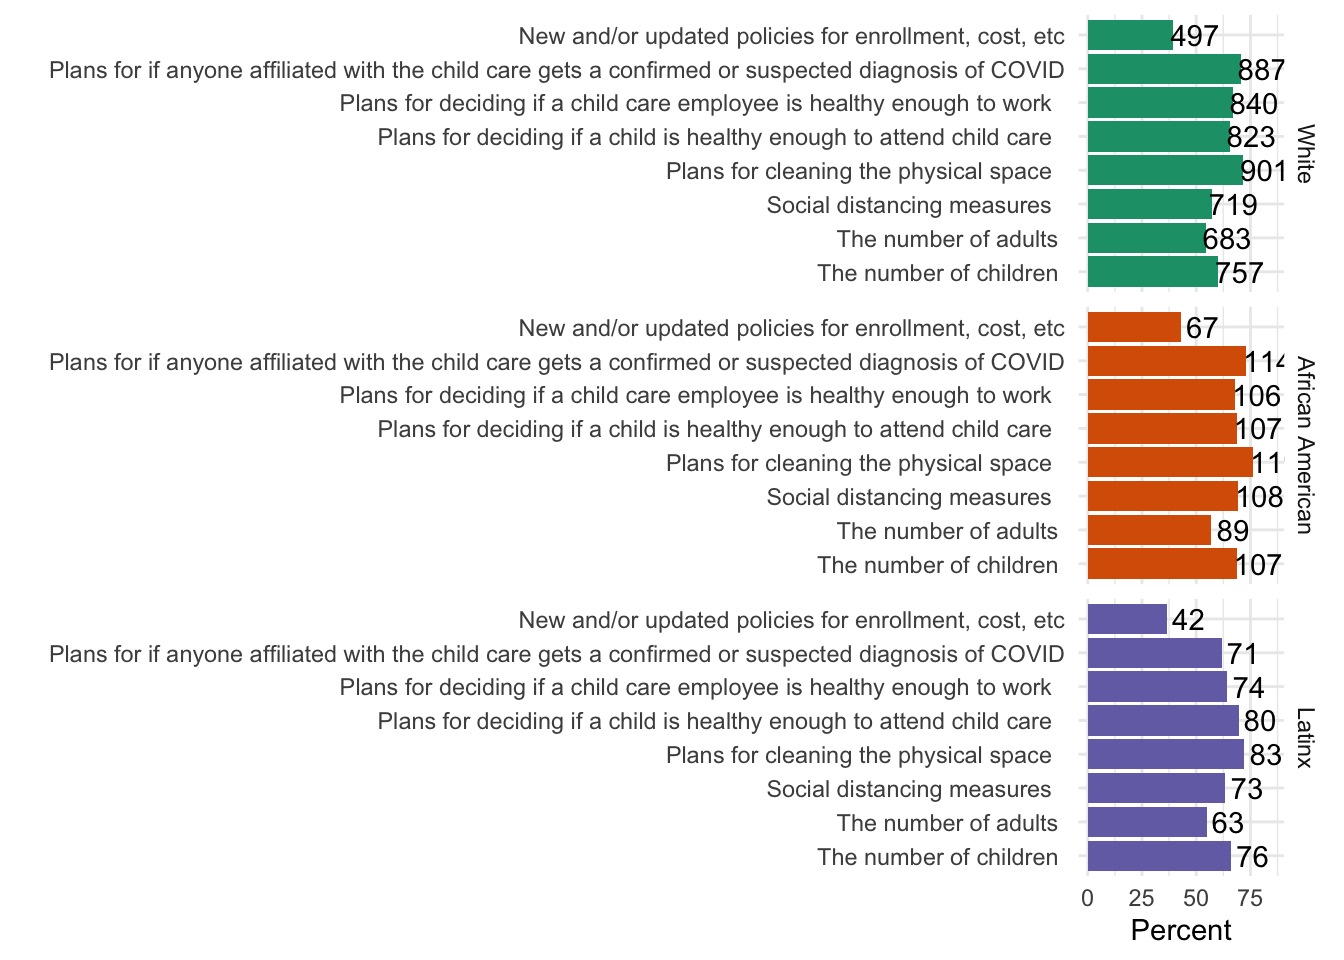 New and/or updated policies for enrollment, cost, etc 497
Plans for if anyone affiliated with the child care gets a confirmed or suspected diagnosis of COVID 887
Plans for deciding if a child care employee is healthy enough to work 840
Plans for deciding if a child is healthy enough to attend child care 823
Plans for cleaning the physical space 901
Social distancing measures 719
The number of adults 683
The number of children 757
White
New and/or updated policies for enrollment, cost, etc 67
Plans for if anyone affiliated with the child care gets a confirmed or suspected diagnosis of COVID 114
Plans for deciding if a child care employee is healthy enough to work 106
Plans for deciding if a child is healthy enough to attend child care 107
Plans for cleaning the physical space
Social distancing measures 108
The number of adults 89
The number of children 107
African American
New and/or updated policies for enrollment, cost, etc 42
Plans for if anyone affiliated with the child care gets a confirmed or suspected diagnosis of COVID 71
Plans for deciding if a child care employee is healthy enough to work 74
Plans for deciding if a child is healthy enough to attend child care 80
Plans for cleaning the physical space 83
Social distancing measures 73
The number of adults 63
The number of children 76
Latinx
0 25 50 75
Percent